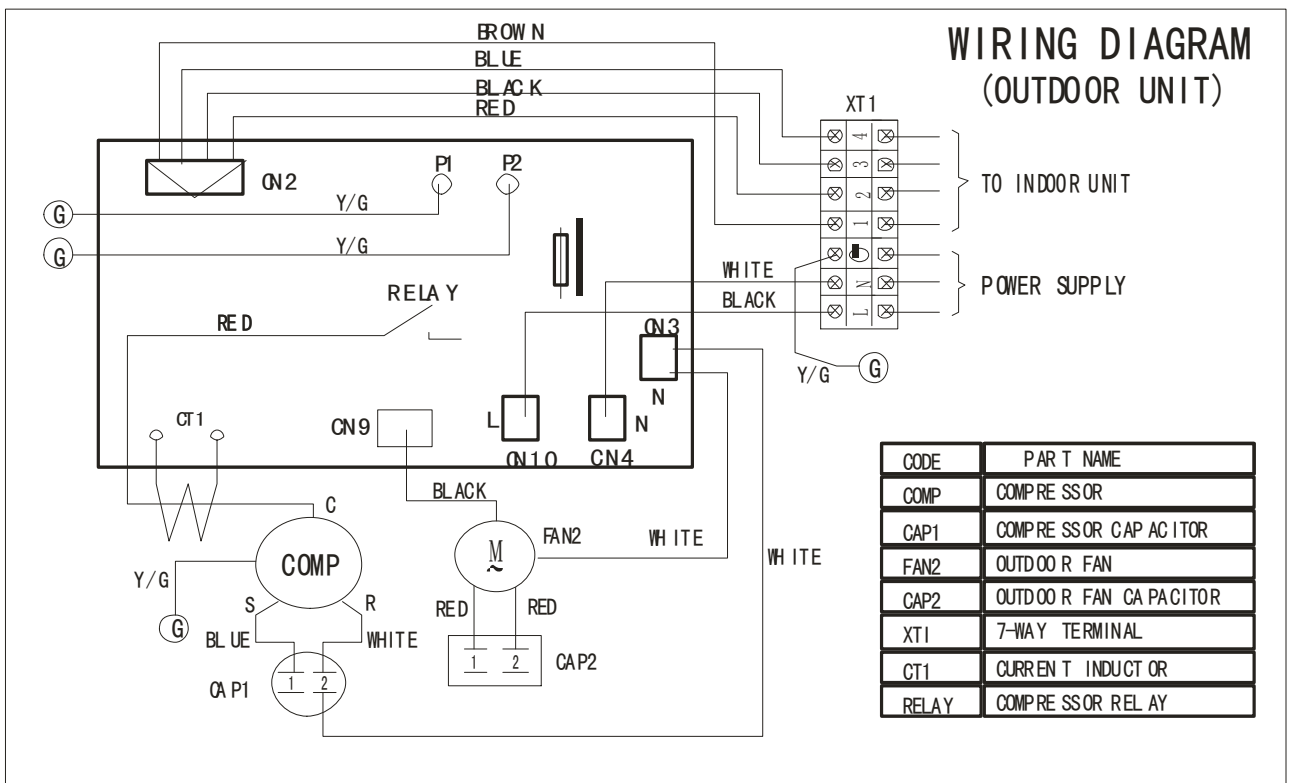 BROWN
BLUE
BLACK
RED
WIRING DIAGRAM
(OUTDOOR UNIT)
XT1
4
3
2
1
N
L
TO INDOOR UNIT
POWER SUPPLY
CN2
P1
P2
G
Y/G
G
Y/G
WHITE
BLACK
RELAY
RED
CN3
N
Y/G
G
CT1
CN9
L
CN10
N
CN4
BLACK
C
COMP
Y/G
G
S
R
BLUE
WHITE
CAP1
1
2
M
~
FAN2
WHITE
WHITE
RED
RED
1
2
CAP2
CODE PART NAME
COMP COMPRESSOR
CAP1 COMPRESSOR CAPACITOR
FAN2 OUTDOOR FAN
CAP2 OUTDOOR FAN CAPACITOR
XTI 7-WAY TERMINAL
CT1 CURRENT INDUCTOR
RELAY COMPRESSOR RELAY